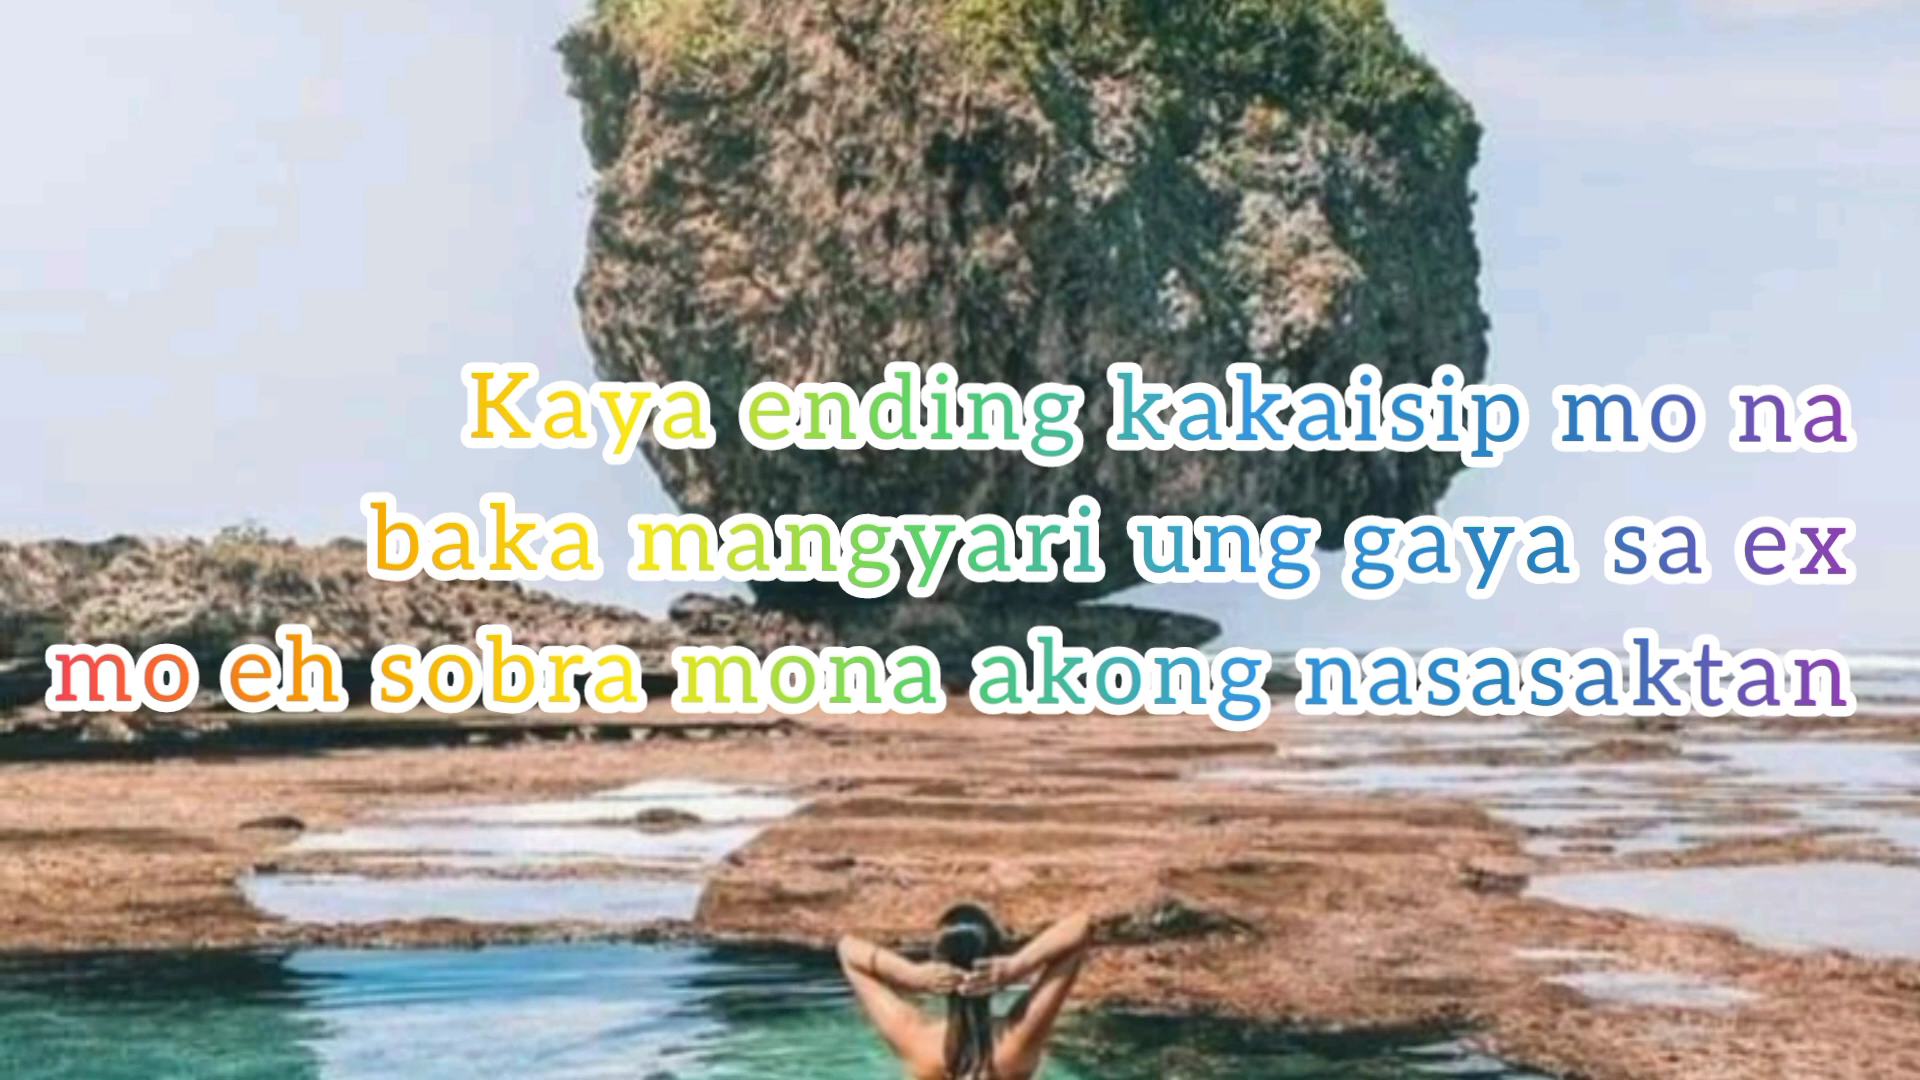 Kaya ending kakaisip mo na
baka mangyari ung gaya sa ex
mo eh sobra mona akong nasasaktan